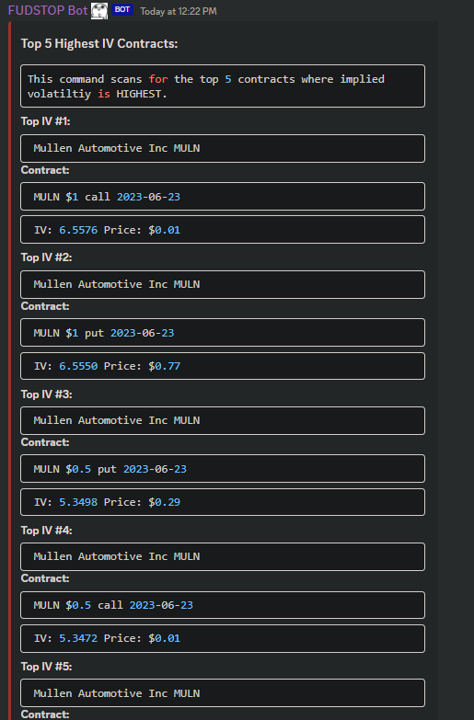 FUDSTOP Bot BOT Today at 12:22 PM
Top 5 Highest IV Contracts:
This command scans for the top 5 contracts where implied
volatiltiy is HIGHEST.
Top IV #1:
Mullen Automotive Inc MULN
Contract:
MULN $1 call 2023-06-23
IV: 6.5576 Price: $0.01
Top IV #2:
Mullen Automotive Inc MULN
Contract:
MULN $1 put 2023-06-23
IV: 6.5550 Price: $0.77
Top IV #3:
Mullen Automotive Inc MULN
Contract:
MULN $0.5 put 2023-06-23
IV: 5.3498 Price: $0.29
Top IV #4:
Mullen Automotive Inc MULN
Contract:
MULN $0.5 call 2023-06-23
IV: 5.3472 Price: $0.01
Top IV #5:
Mullen Automotive Inc MULN
Contract: